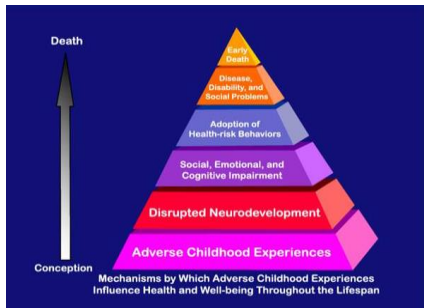 Death
Early
Death
Disease,
Disability, and
Social Problems
Adoption of
Health-risk Behaviors
Social, Emotional, and
Cognitive Impairment
Disrupted Neurodevelopment
Adverse Childhood Experiences
Conception
Mechanisms by Which Adverse Childhood Experiences
Influence Health and Well-being Throughout the Lifespan